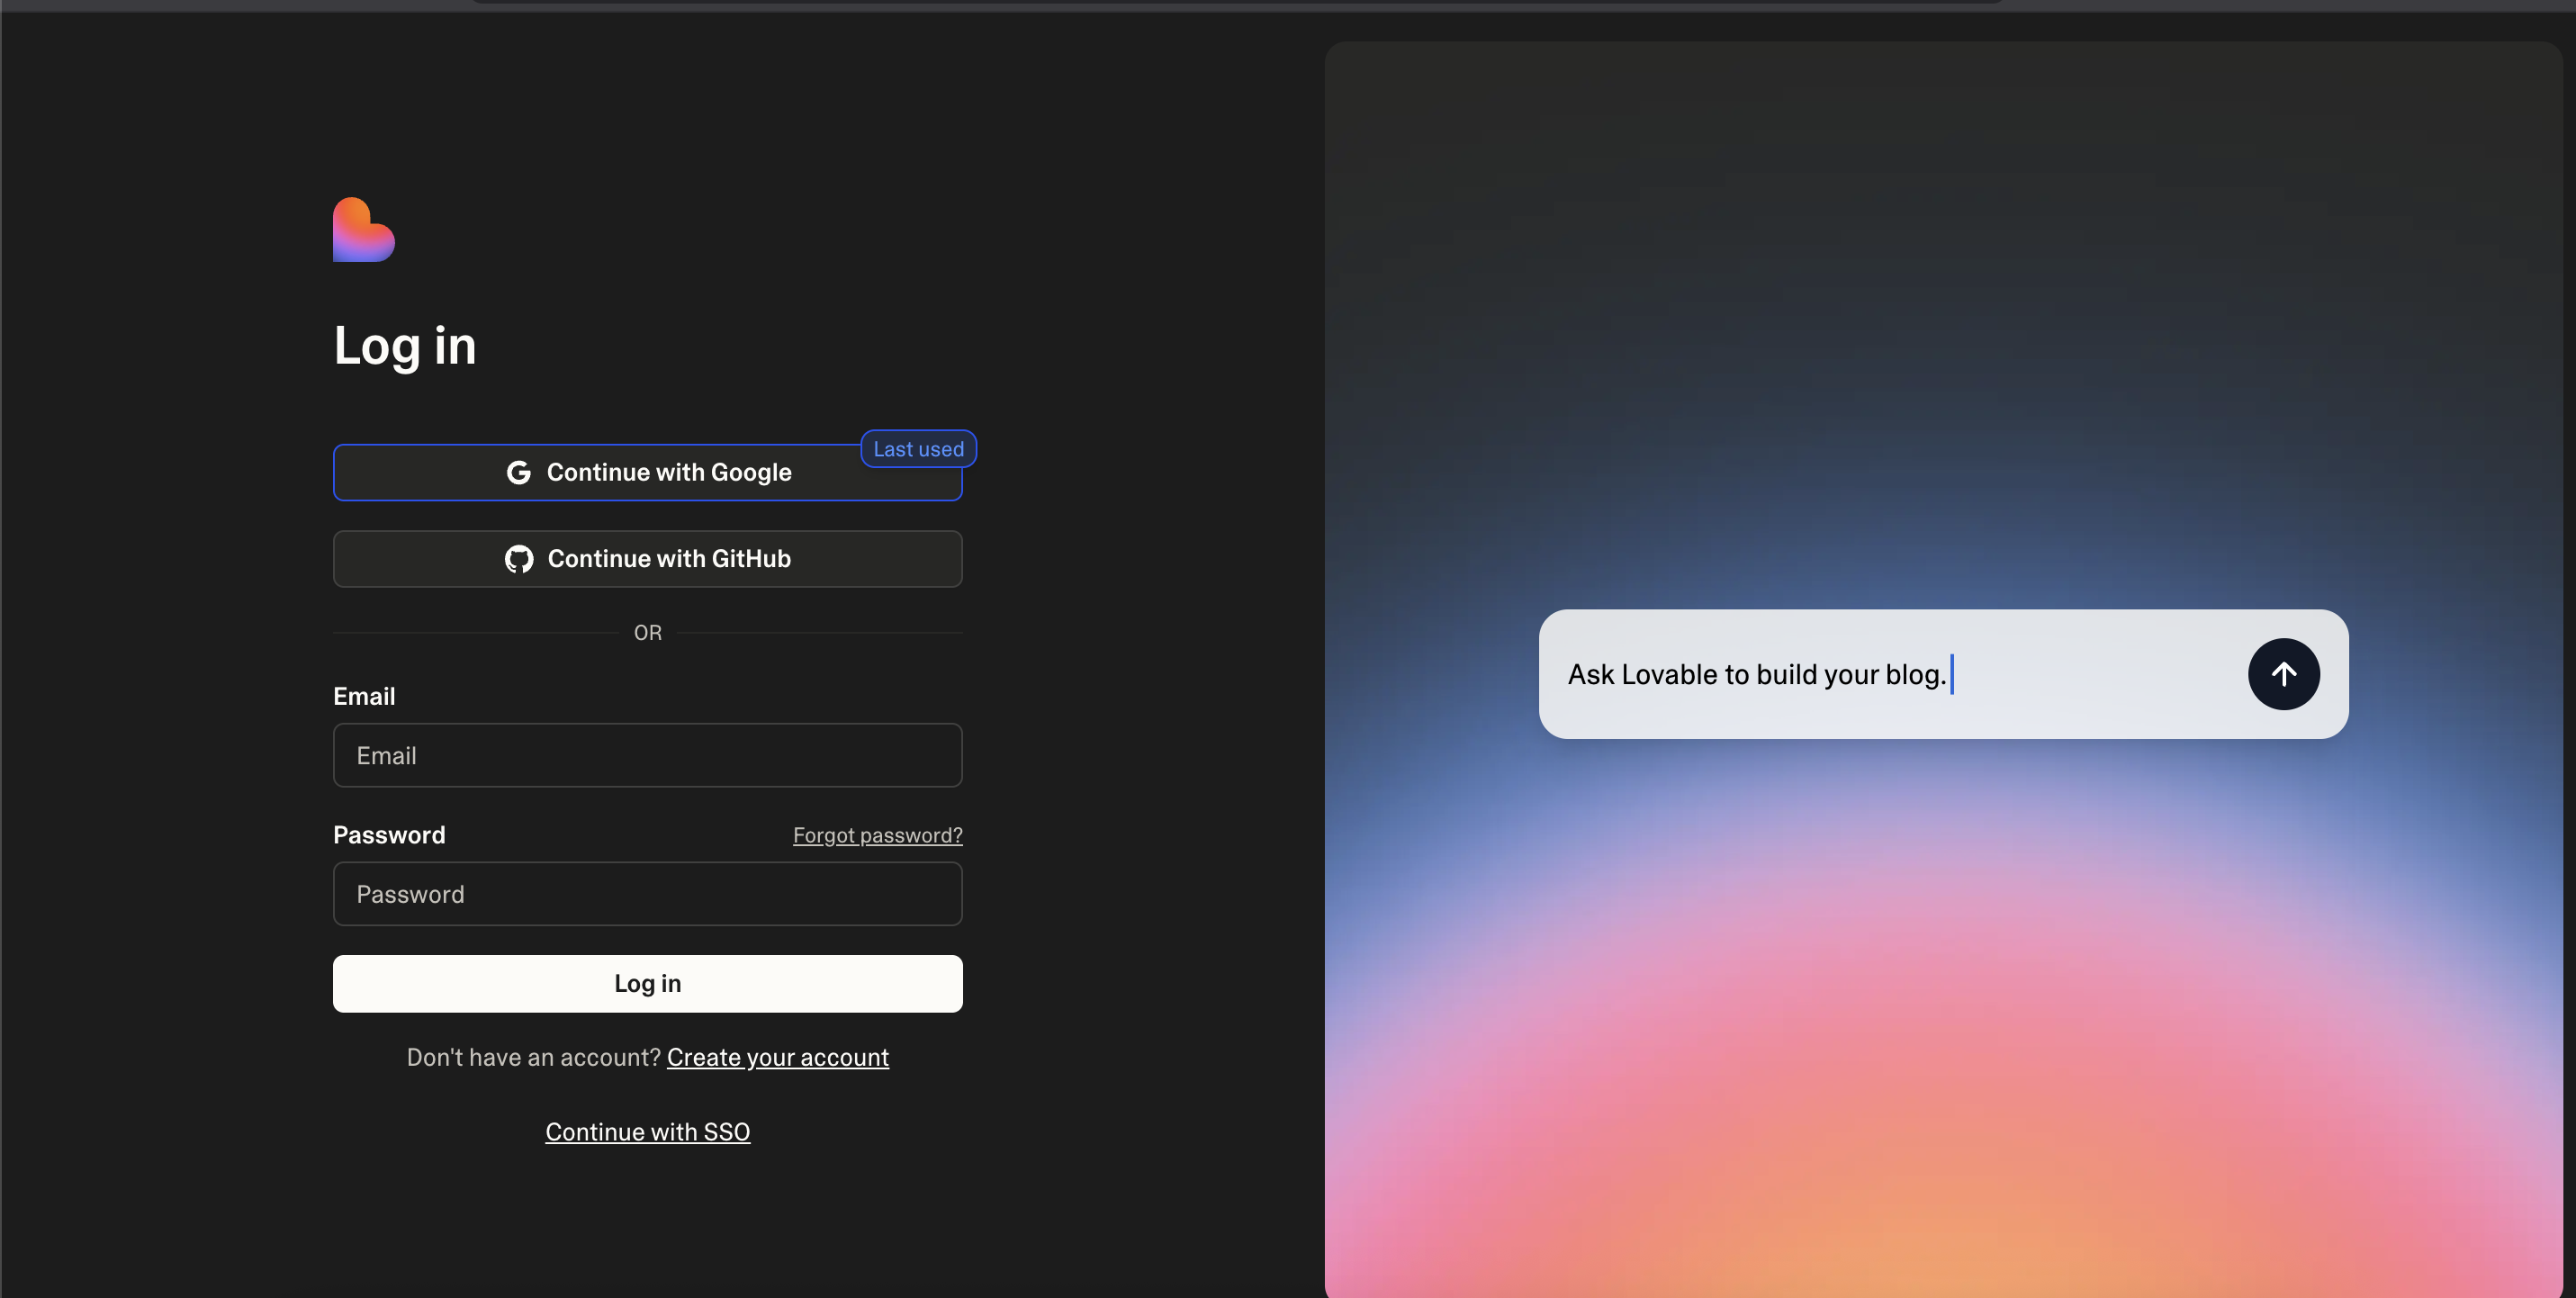 Log in
Last used
Continue with Google
Continue with GitHub
OR
Email
Email
Password Forgot password?
Password
Log in
Don't have an account? Create your account
Continue with SSO
Ask Lovable to build your blog.